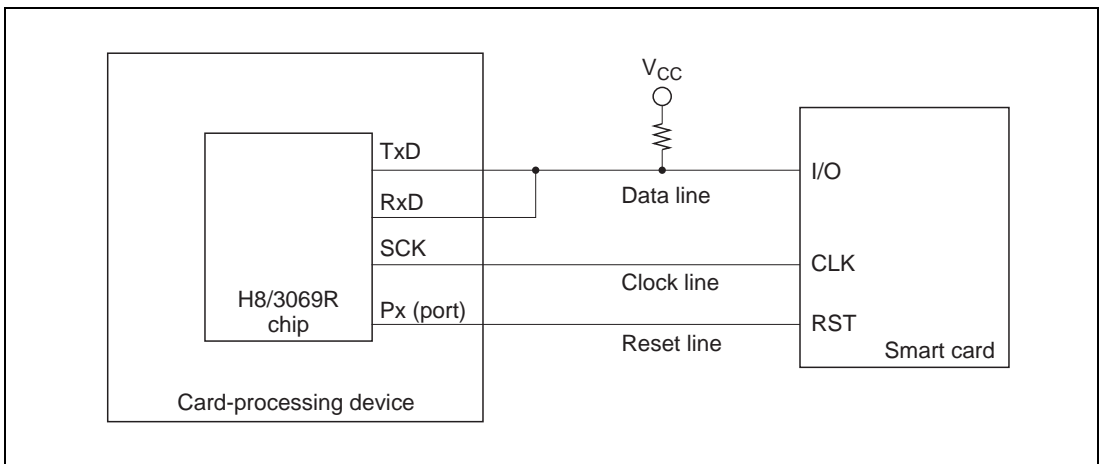 VCC
TxD
I/O
Data line
RxD
SCK
CLK
Clock line
H8/3069R
chip
Px (port)
RST
Reset line
Smart card
Card-processing device